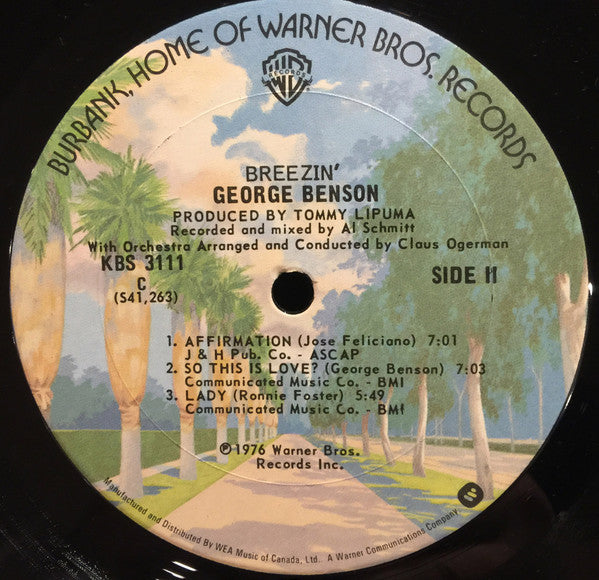 BURBANK, HOME OF WARNER BROS. RECORDS
RECORDS
BREEZIN'
GEORGE BENSON
PRODUCED BY TOMMY LIPUMA
Recorded and mixed by Al Schmitt
With Orchestra Arranged and Conducted by Claus Ogerman
KBS 3111
C
(S41,263)
SIDE II
1. AFFIRMATION (Jose Feliciano) 7:01
J & H Pub. Co. - ASCAP
2. SO THIS IS LOVE? (George Benson) 7:03
Communicated Music Co. - BMI
3. LADY (Ronnie Foster) 5:49
Communicated Music Co. - BMI
℗1976 Warner Bros.
Records Inc.
Manufactured and Distributed By WEA Music of Canada, Ltd.. A Warner Communications Company